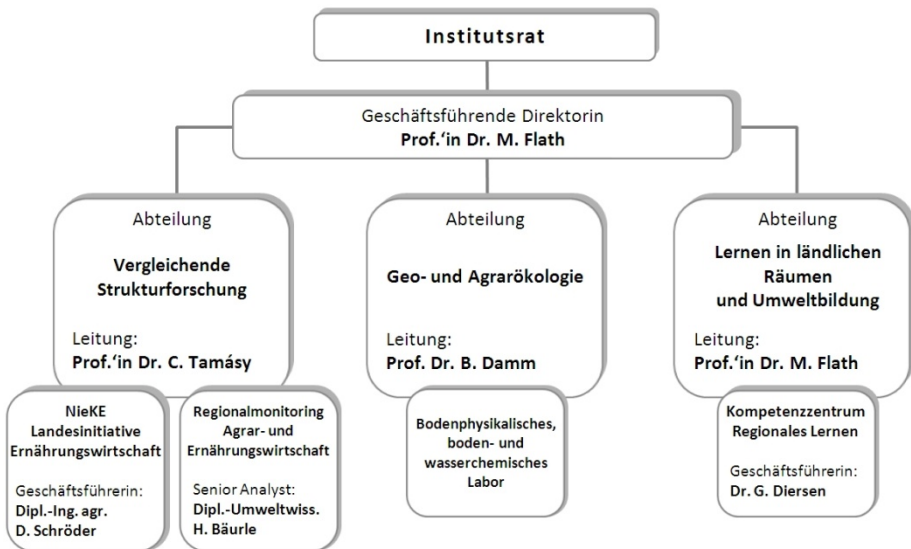 Institutsrat
Geschäftsführende Direktorin
Prof.‘in Dr. M. Flath
Abteilung
Vergleichende
Strukturforschung
Leitung:
Prof.‘in Dr. C. Tamásy
Abteilung
Geo- und Agrarökologie
Leitung:
Prof. Dr. B. Damm
Abteilung
Lernen in ländlichen
Räumen
und Umweltbildung
Leitung:
Prof.‘in Dr. M. Flath
NieKE
Landesinitiative
Ernährungswirtschaft
Geschäftsführerin:
Dipl.-Ing. agr.
D. Schröder
Regionalmonitoring
Agrar- und
Ernährungswirtschaft
Senior Analyst:
Dipl.-Umweltwiss.
H. Bäurle
Bodenphysikalisches,
boden- und
wasserchemisches
Labor
Kompetenzzentrum
Regionales Lernen
Geschäftsführerin:
Dr. G. Diersen